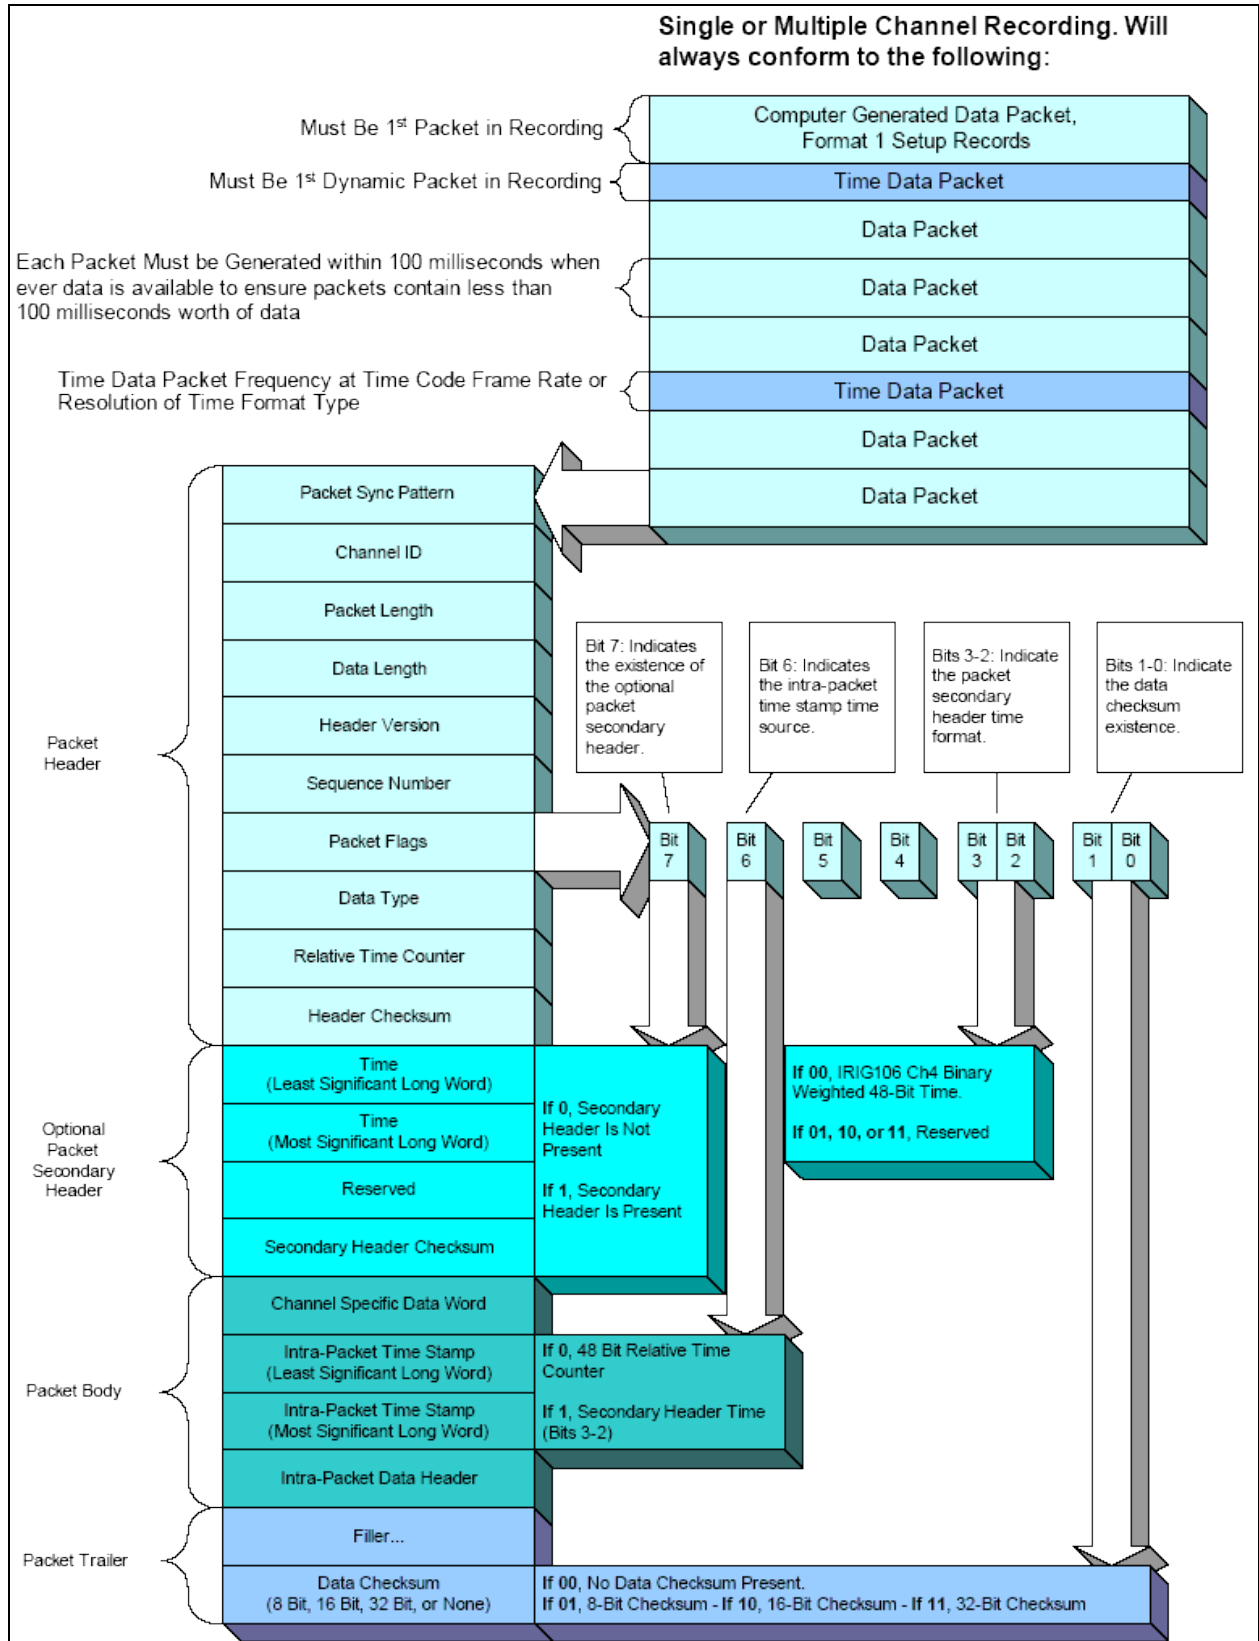 Single or Multiple Channel Recording. Will
always conform to the following:
Must Be 1st Packet in Recording
Computer Generated Data Packet,
Format 1 Setup Records
Must Be 1st Dynamic Packet in Recording
Time Data Packet
Data Packet
Each Packet Must be Generated within 100 milliseconds when
ever data is available to ensure packets contain less than
100 milliseconds worth of data
Data Packet
Data Packet
Time Data Packet Frequency at Time Code Frame Rate or
Resolution of Time Format Type
Time Data Packet
Data Packet
Data Packet
Packet
Header
Packet Sync Pattern
Channel ID
Packet Length
Data Length
Header Version
Sequence Number
Packet Flags
Data Type
Relative Time Counter
Header Checksum
Bit 7: Indicates
the existence of
the optional
packet
secondary
header.
Bit 6: Indicates
the intra-packet
time stamp time
source.
Bits 3-2: Indicate
the packet
secondary
header time
format.
Bits 1-0: Indicate
the data
checksum
existence.
Bit
7
Bit
6
Bit
5
Bit
4
Bit
3
Bit
2
Bit
1
Bit
0
Optional
Packet
Secondary
Header
Time
(Least Significant Long Word)
Time
(Most Significant Long Word)
Reserved
Secondary Header Checksum
If 0, Secondary
Header Is Not
Present
If 1, Secondary
Header Is Present
If 00, IRIG106 Ch4 Binary
Weighted 48-Bit Time.
If 01, 10, or 11, Reserved
Packet Body
Channel Specific Data Word
Intra-Packet Time Stamp
(Least Significant Long Word)
Intra-Packet Time Stamp
(Most Significant Long Word)
Intra-Packet Data Header
If 0, 48 Bit Relative Time
Counter
If 1, Secondary Header Time
(Bits 3-2)
Packet Trailer
Filler...
Data Checksum
(8 Bit, 16 Bit, 32 Bit, or None)
If 00, No Data Checksum Present.
If 01, 8-Bit Checksum - If 10, 16-Bit Checksum - If 11, 32-Bit Checksum